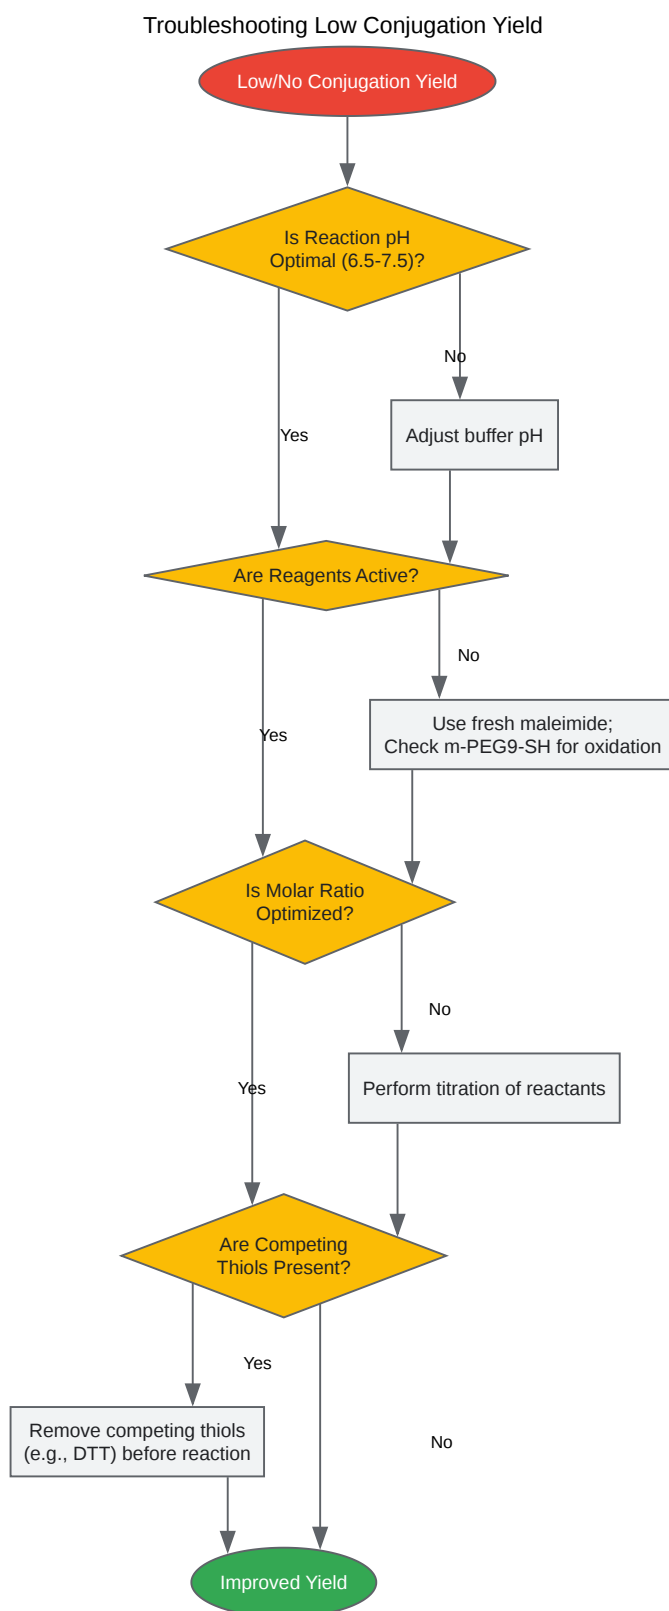 Troubleshooting Low Conjugation Yield
Low/No Conjugation Yield
Is Reaction pH
Optimal (6.5-7.5)?
No
Adjust buffer pH
Yes
Are Reagents Active?
No
Use fresh maleimide;
Check m-PEG9-SH for oxidation
Yes
Is Molar Ratio
Optimized?
No
Perform titration of reactants
Yes
Are Competing
Thiols Present?
Yes
Remove competing thiols
(e.g., DTT) before reaction
No
Improved Yield